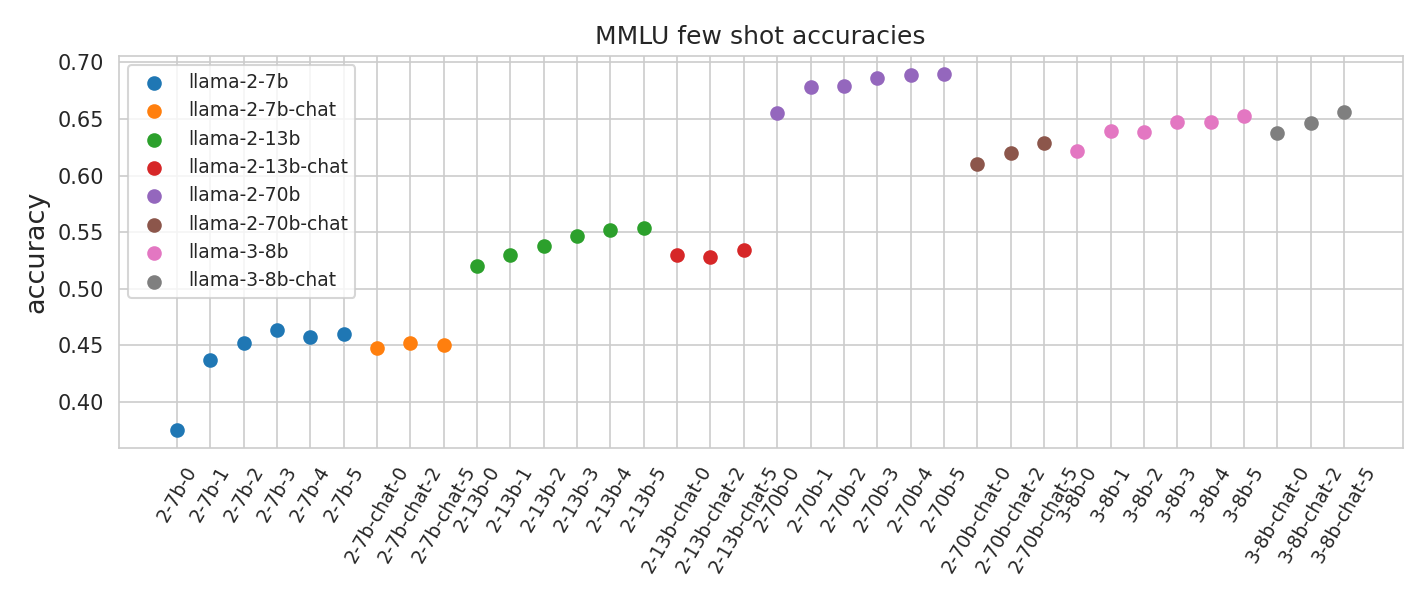 MMLU few shot accuracies
accuracy
0.70
0.65
0.60
0.55
0.50
0.45
0.40
llama-2-7b
llama-2-7b-chat
llama-2-13b
llama-2-13b-chat
llama-2-70b
llama-2-70b-chat
llama-3-8b
llama-3-8b-chat
2-7b-0
2-7b-1
2-7b-2
2-7b-3
2-7b-4
2-7b-5
2-7b-chat-0
2-7b-chat-2
2-7b-chat-5
2-13b-0
2-13b-1
2-13b-2
2-13b-3
2-13b-4
2-13b-5
2-13b-chat-0
2-13b-chat-2
2-13b-chat-5
2-70b-0
2-70b-1
2-70b-2
2-70b-3
2-70b-4
2-70b-5
2-70b-chat-0
2-70b-chat-2
2-70b-chat-5
3-8b-0
3-8b-1
3-8b-2
3-8b-3
3-8b-4
3-8b-5
3-8b-chat-0
3-8b-chat-2
3-8b-chat-5